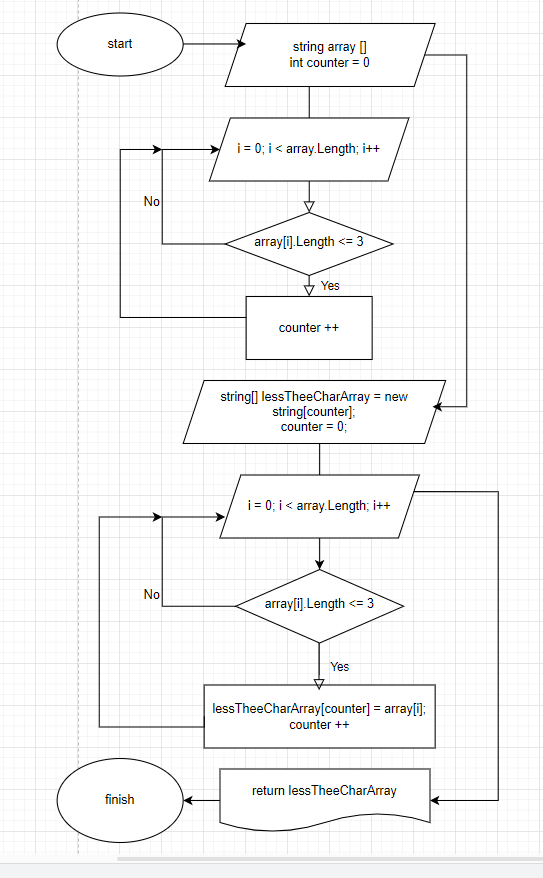 start
string array []
int counter = 0
i = 0; i < array.Length; i++
No
array[i].Length <= 3
Yes
counter ++
string[] lessTheeCharArray = new
string[counter];
counter = 0;
i = 0; i < array.Length; i++
No
array[i].Length <= 3
Yes
lessTheeCharArray[counter] = array[i];
counter ++
finish
return lessTheeCharArray